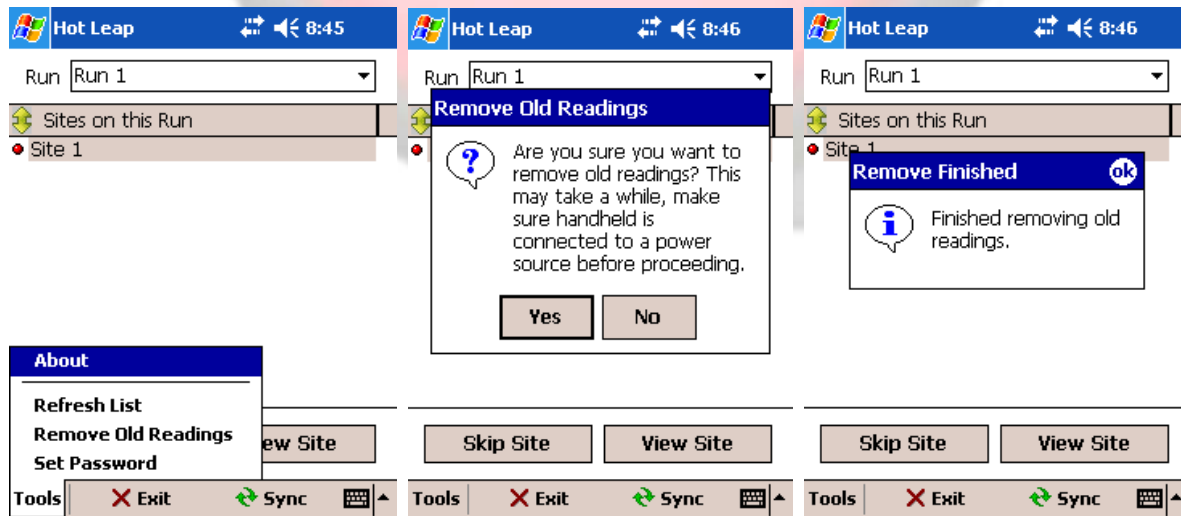 Hot Leap 8:45
Run Run 1
Sites on this Run
Site 1
About
Refresh List
Remove Old Readings
Set Password
ew Site
Tools Exit Sync
Hot Leap 8:46
Run Run 1
Remove Old Readings
Are you sure you want to
remove old readings? This
may take a while, make
sure handheld is
connected to a power
source before proceeding.
Yes No
Skip Site View Site
Tools Exit Sync
Hot Leap 8:46
Run Run 1
Sites on this Run
Site 1
Remove Finished ok
Finished removing old
readings.
Skip Site View Site
Tools Exit Sync